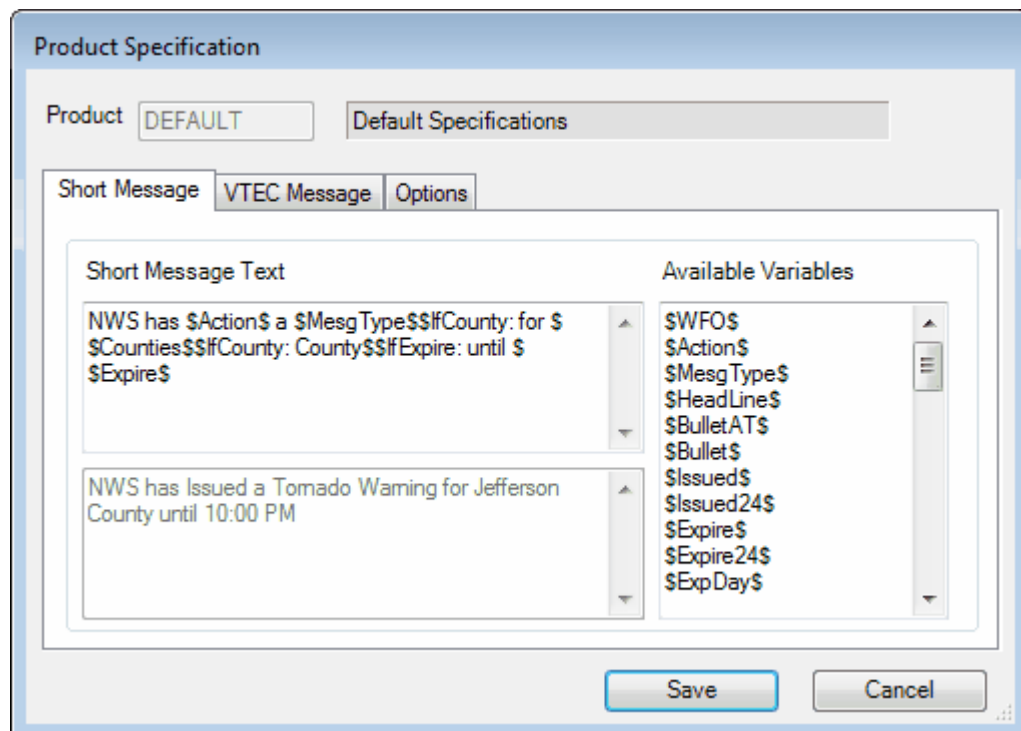 Product Specification
Product DEFAULT Default Specifications
Short Message VTEC Message Options
Short Message Text Available Variables
NWS has $Action$ a $MesgType$$IfCounty: for $
$Counties$$IfCounty: County$$IfExpire: until $
$Expire$
NWS has Issued a Tornado Warning for Jefferson
County until 10:00 PM
$WFO$
$Action$
$MesgType$
$HeadLine$
$BulletAT$
$Bullet$
$Issued$
$Issued24$
$Expire$
$Expire24$
$ExpDay$
Save Cancel